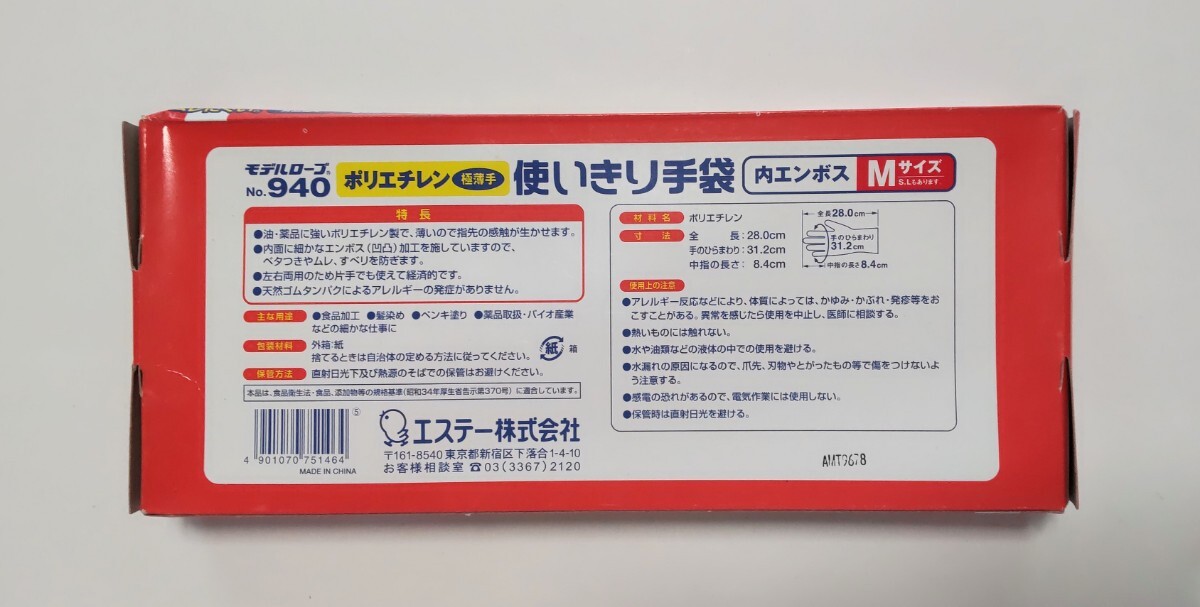 モデルローブ®
No.940 ポリエチレン 極薄手 使いきり手袋 内エンボス Mサイズ
S.Lもあります。
特長
●油・薬品に強いポリエチレン製で、薄いので指先の感触が生かせます。
●内面に細かなエンボス(凹凸)加工を施していますので、
ベタつきやムレ、すべりを防ぎます。
●左右両用のため片手でも使えて経済的です。
●天然ゴムタンパクによるアレルギーの発症がありません。
主な用途 ●食品加工 ●髪染め ●ペンキ塗り ●薬品取扱・バイオ産業
などの細かな仕事に
包装材料 外箱:紙
捨てるときは自治体の定める方法に従ってください。
紙 箱
保管方法 直射日光下及び熱源のそばでの保管はお避けください。
本品は、食品衛生法・食品、添加物等の規格基準(昭和34年厚生省告示第370号)に適合しています。
⑤
4 901070 751464
MADE IN CHINA
エステー株式会社
〒161-8540 東京都新宿区下落合1-4-10
お客様相談室 ☎03(3367)2120
材料名 ポリエチレン
寸法 全長:28.0cm
手のひらまわり:31.2cm
中指の長さ:8.4cm
全長28.0cm
手のひらまわり
31.2cm
中指の長さ8.4cm
使用上の注意
●アレルギー反応などにより、体質によっては、かゆみ・かぶれ・発疹等をお
こすことがある。異常を感じたら使用を中止し、医師に相談する。
●熱いものには触れない。
●水や油類などの液体の中での使用を避ける。
●水漏れの原因になるので、爪先、刃物やとがったもの等で傷をつけないよ
う注意する。
●感電の恐れがあるので、電気作業には使用しない。
●保管時は直射日光を避ける。
AMT9678